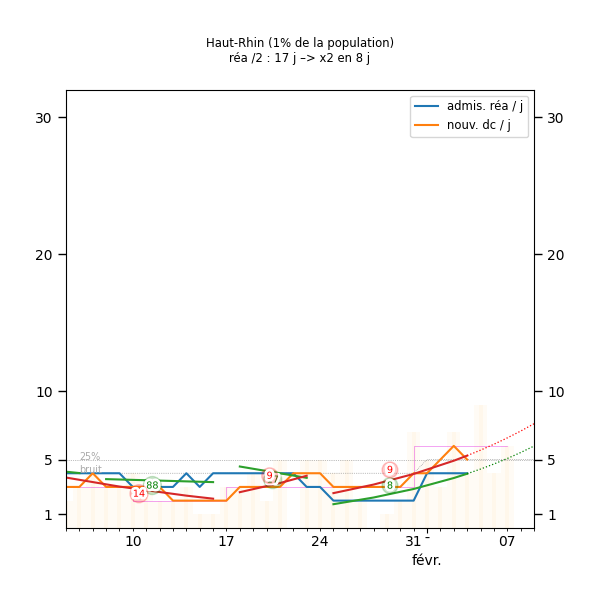 Haut-Rhin (1% de la population)
réa /2 : 17 j –> x2 en 8 j
admis. réa / j
nouv. dc / j
30 30
20 20
10 10
5 5
1 1
25%
bruit
14
88
9
9
8
10 17 24 31 - 07
févr.